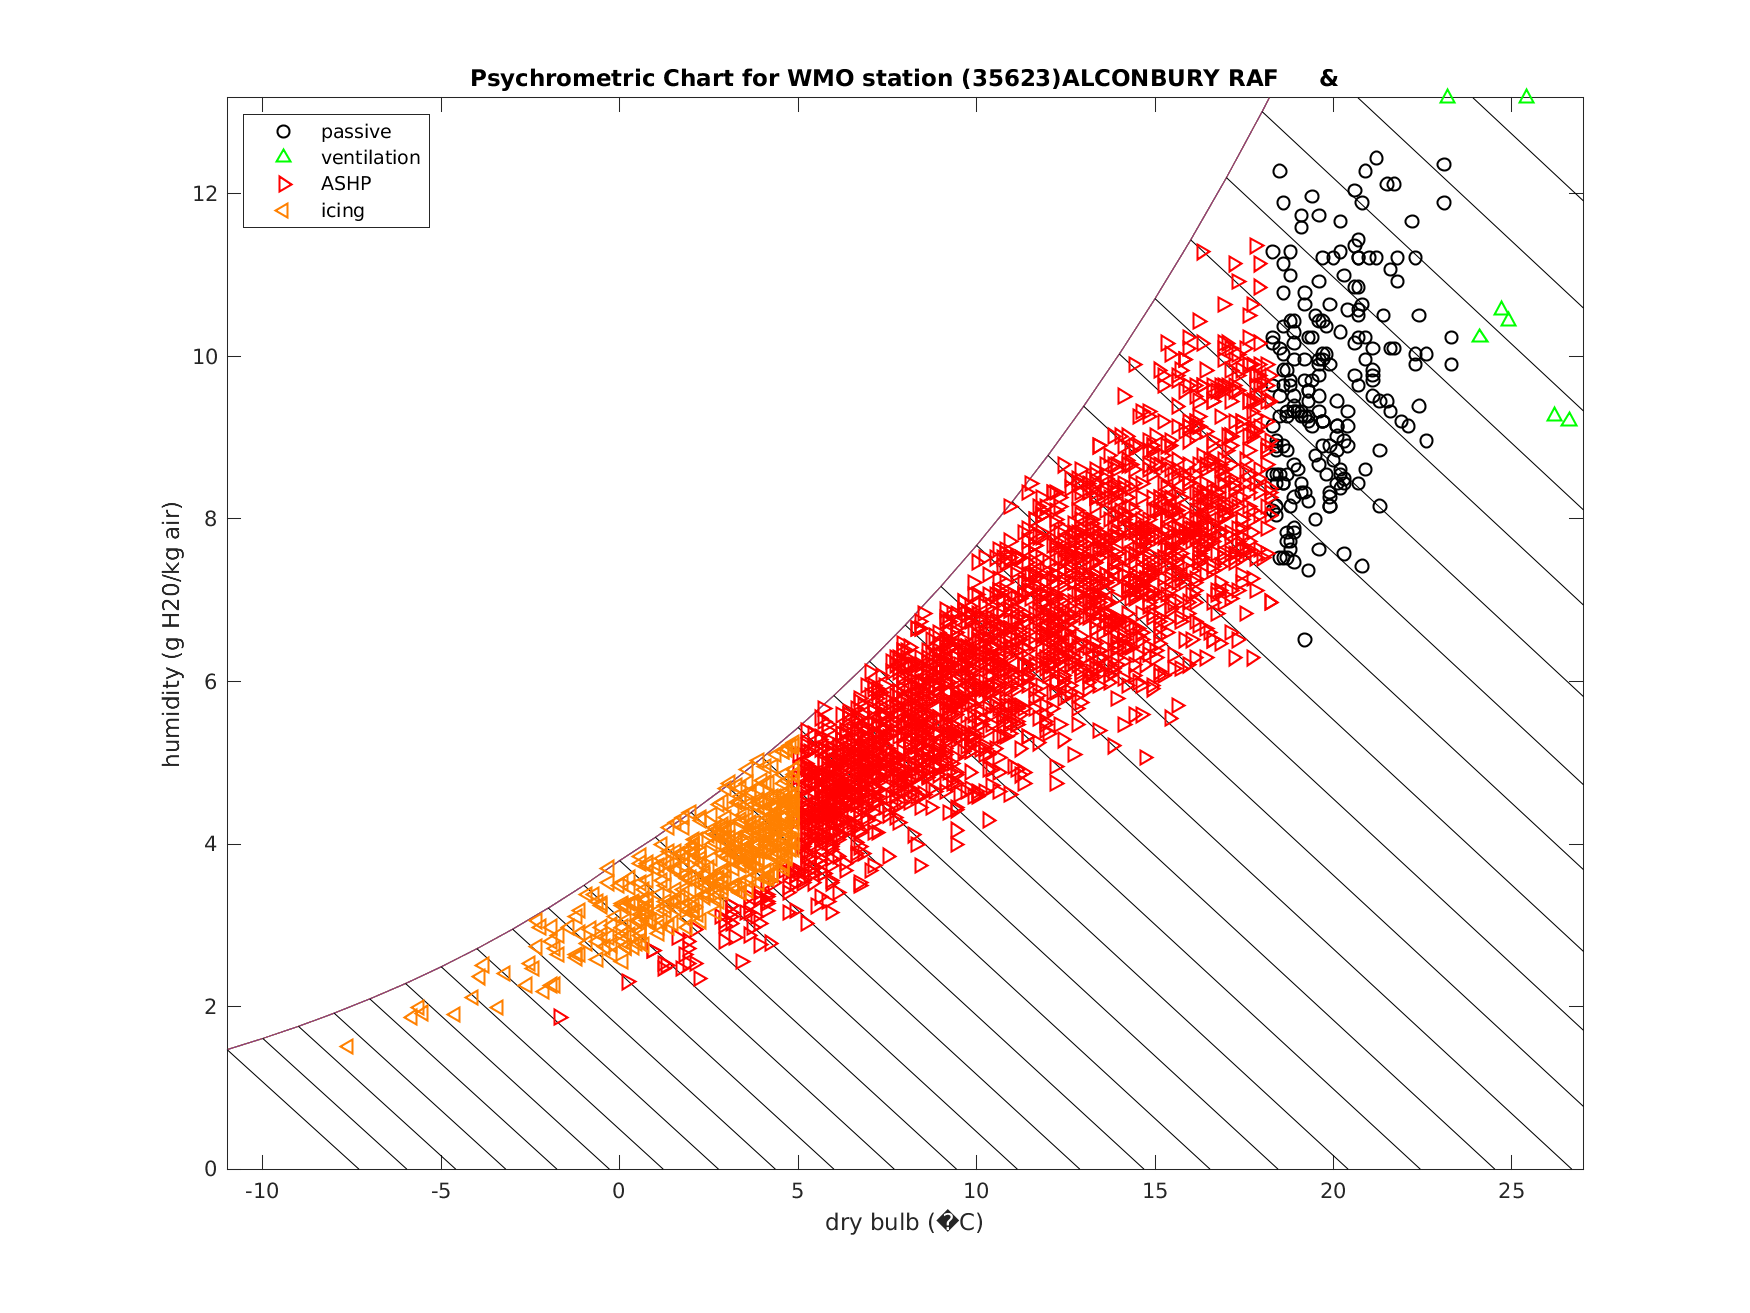 Psychrometric Chart for WMO station (35623)ALCONBURY RAF &
passive
ventilation
ASHP
icing
12
10
8
6
4
2
0
humidity (g H20/kg air)
-10 -5 0 5 10 15 20 25
dry bulb (�C)